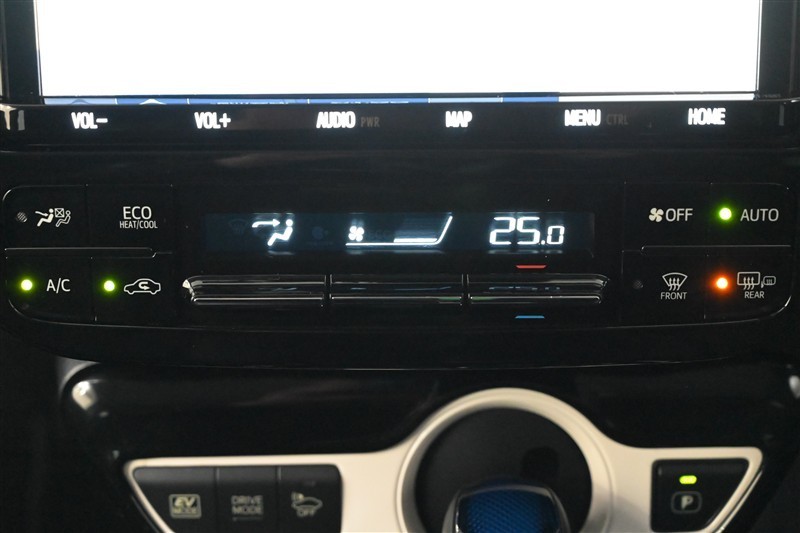 VOL− VOL+ AUDIO PWR MAP MENU CTRL HOME
ECO
HEAT/COOL
25.0
OFF AUTO
A/C
FRONT REAR
EV
MODE
DRIVE
MODE
OFF
P